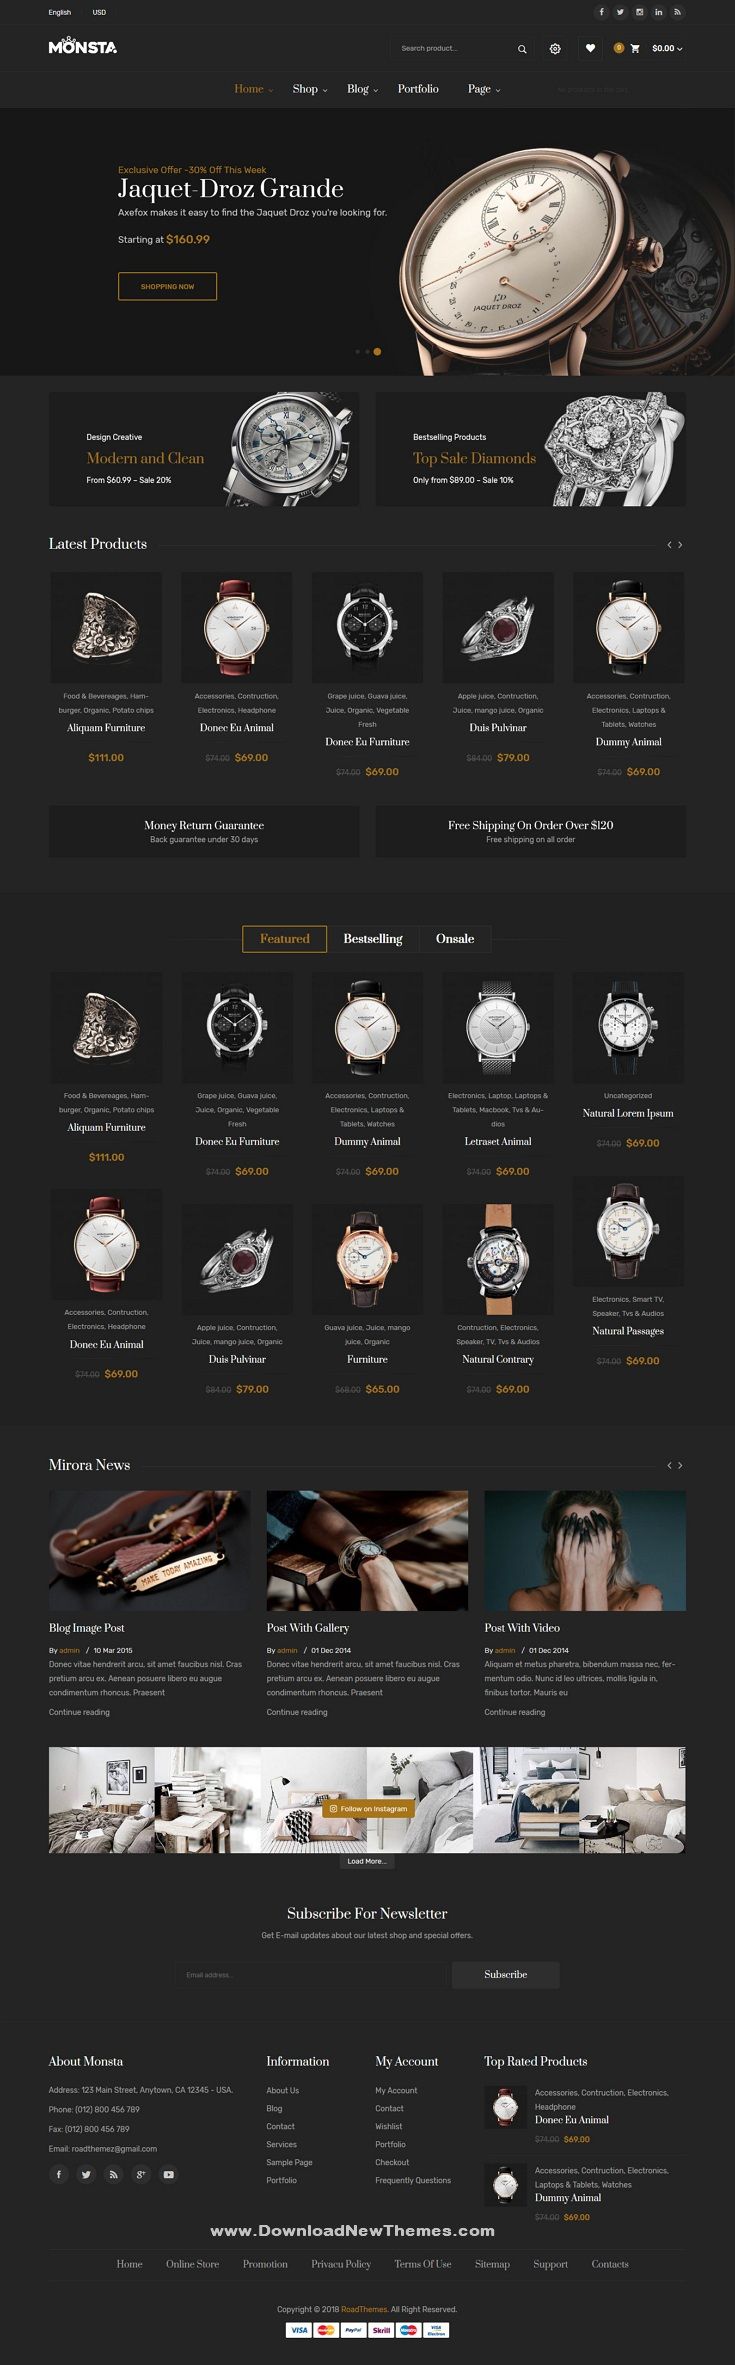 English USD
MONSTA
Search product...
0 $0.00
Home Shop Blog Portfolio Page
No products in the cart.
Exclusive Offer -30% Off This Week
Jaquet-Droz Grande
Axefox makes it easy to find the Jaquet Droz you're looking for.
Starting at $160.99
SHOPPING NOW
JAQUET DROZ
Design Creative
Modern and Clean
From $60.99 – Sale 20%
Bestselling Products
Top Sale Diamonds
Only from $89.00 – Sale 10%
Latest Products
Food & Bevereages, Ham-
burger, Organic, Potato chips
Aliquam Furniture
$111.00
Accessories, Contruction,
Electronics, Headphone
Donec Eu Animal
$74.00 $69.00
Grape juice, Guava juice,
Juice, Organic, Vegetable
Fresh
Donec Eu Furniture
$74.00 $69.00
Apple juice, Contruction,
Juice, mango juice, Organic
Duis Pulvinar
$84.00 $79.00
Accessories, Contruction,
Electronics, Laptops &
Tablets, Watches
Dummy Animal
$74.00 $69.00
Money Return Guarantee
Back guarantee under 30 days
Free Shipping On Order Over $120
Free shipping on all order
Featured Bestselling Onsale
Food & Bevereages, Ham-
burger, Organic, Potato chips
Aliquam Furniture
$111.00
Grape juice, Guava juice,
Juice, Organic, Vegetable
Fresh
Donec Eu Furniture
$74.00 $69.00
Accessories, Contruction,
Electronics, Laptops &
Tablets, Watches
Dummy Animal
$74.00 $69.00
Electronics, Laptop, Laptops &
Tablets, Macbook, Tvs & Au-
dios
Letraset Animal
$74.00 $69.00
Uncategorized
Natural Lorem Ipsum
$74.00 $69.00
Accessories, Contruction,
Electronics, Headphone
Donec Eu Animal
$74.00 $69.00
Apple juice, Contruction,
Juice, mango juice, Organic
Duis Pulvinar
$84.00 $79.00
Guava juice, Juice, mango
juice, Organic
Furniture
$68.00 $65.00
Contruction, Electronics,
Speaker, TV, Tvs & Audios
Natural Contrary
$74.00 $69.00
Electronics, Smart TV,
Speaker, Tvs & Audios
Natural Passages
$74.00 $69.00
Mirora News
MAKE TODAY AMAZING
Blog Image Post
By admin / 10 Mar 2015
Donec vitae hendrerit arcu, sit amet faucibus nisl. Cras
pretium arcu ex. Aenean posuere libero eu augue
condimentum rhoncus. Praesent
Continue reading
Post With Gallery
By admin / 01 Dec 2014
Donec vitae hendrerit arcu, sit amet faucibus nisl. Cras
pretium arcu ex. Aenean posuere libero eu augue
condimentum rhoncus. Praesent
Continue reading
Post With Video
By admin / 01 Dec 2014
Aliquam et metus pharetra, bibendum massa nec, fer-
mentum odio. Nunc id leo ultrices, mollis ligula in,
finibus tortor. Mauris eu
Continue reading
Follow on Instagram
Load More...
Subscribe For Newsletter
Get E-mail updates about our latest shop and special offers.
Email address...
Subscribe
About Monsta
Address: 123 Main Street, Anytown, CA 12345 - USA.
Phone: (012) 800 456 789
Fax: (012) 800 456 789
Email: roadthemez@gmail.com
Information
About Us
Blog
Contact
Services
Sample Page
Portfolio
My Account
My Account
Contact
Wishlist
Portfolio
Checkout
Frequently Questions
Top Rated Products
Accessories, Contruction, Electronics,
Headphone
Donec Eu Animal
$74.00 $69.00
Accessories, Contruction, Electronics,
Laptops & Tablets, Watches
Dummy Animal
$74.00 $69.00
www.DownloadNewThemes.com
Home Online Store Promotion Privacu Policy Terms Of Use Sitemap Support Contacts
Copyright © 2018 RoadThemes. All Right Reserved.
VISA Maestro PayPal Skrill Maestro VISA Electron